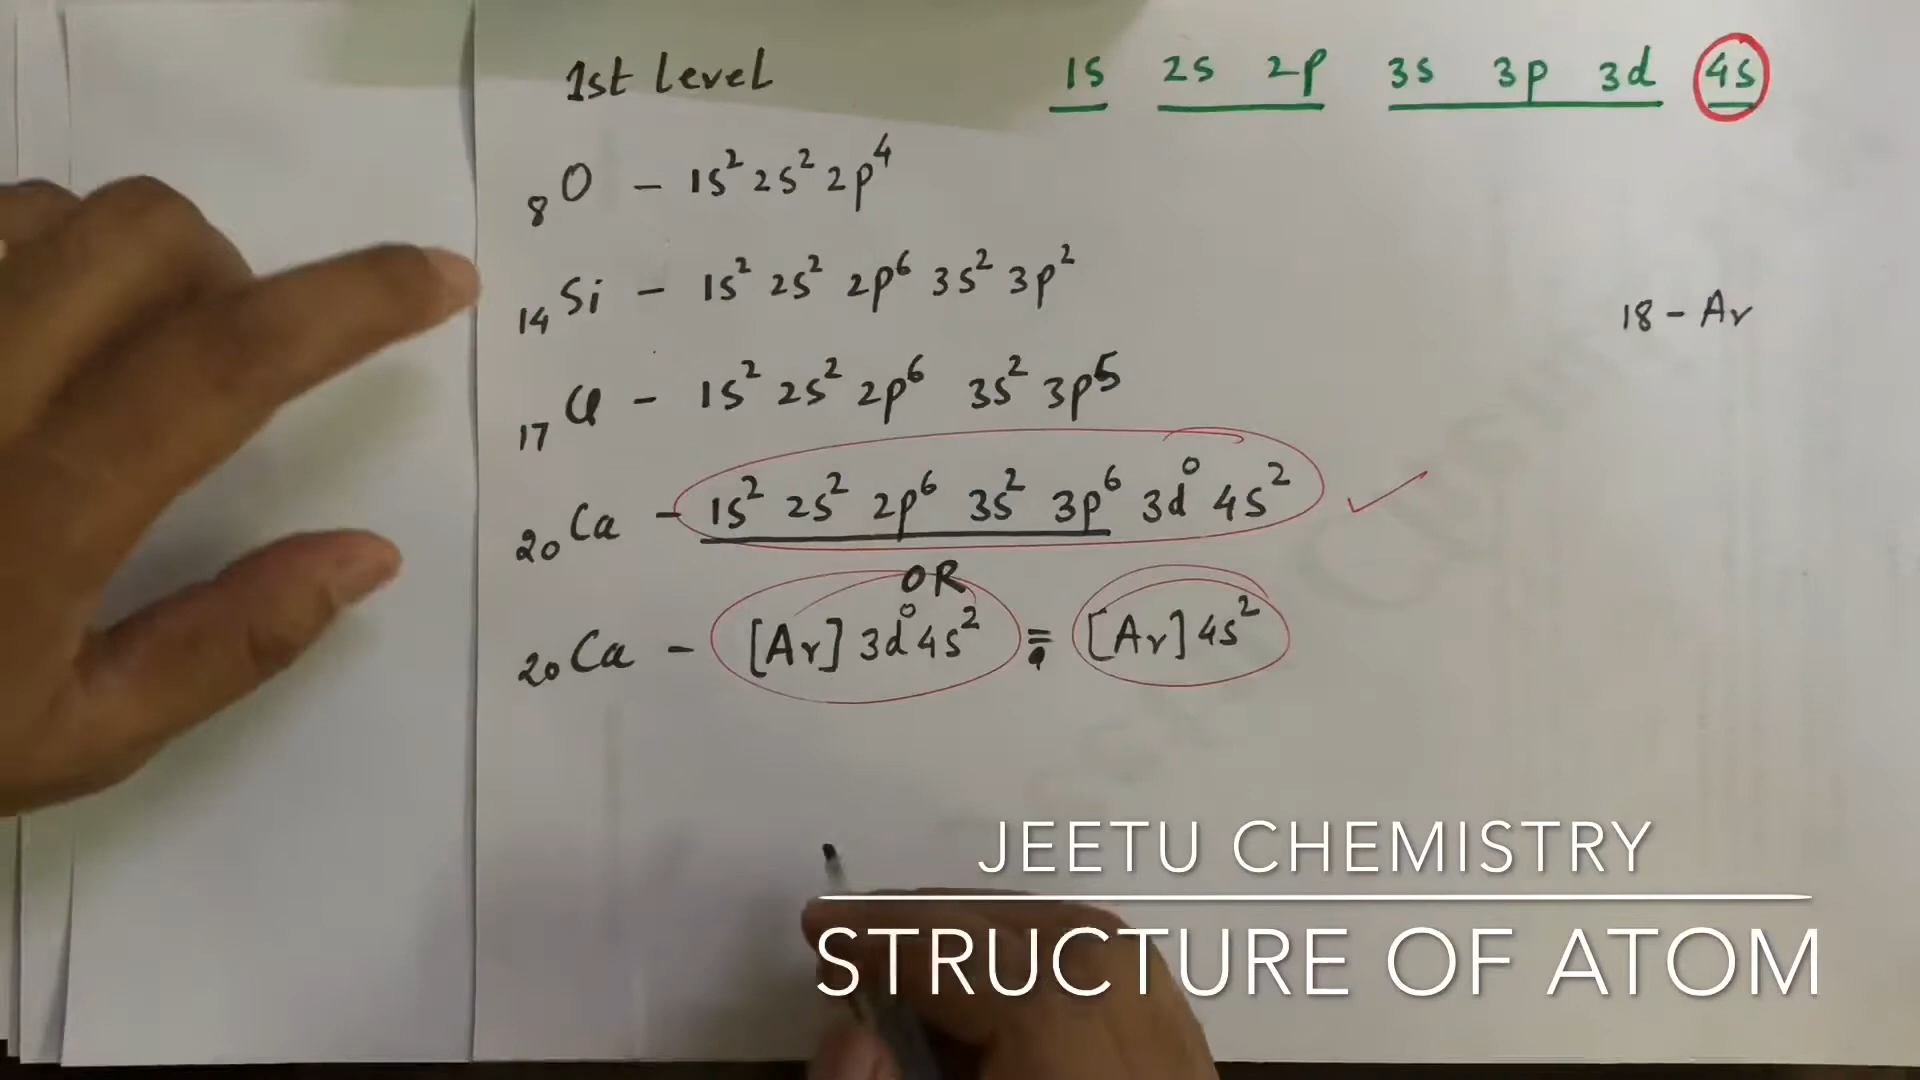 1st level
1s 2s 2p 3s 3p 3d 4s
₈O - 1s² 2s² 2p⁴
₁₄Si - 1s² 2s² 2p⁶ 3s² 3p²
18 - Ar
₁₇Cl - 1s² 2s² 2p⁶ 3s² 3p⁵
₂₀Ca - 1s² 2s² 2p⁶ 3s² 3p⁶ 3d⁰ 4s²
OR
₂₀Ca - [Ar] 3d⁰ 4s² = [Ar] 4s²
JEETU CHEMISTRY
STRUCTURE OF ATOM